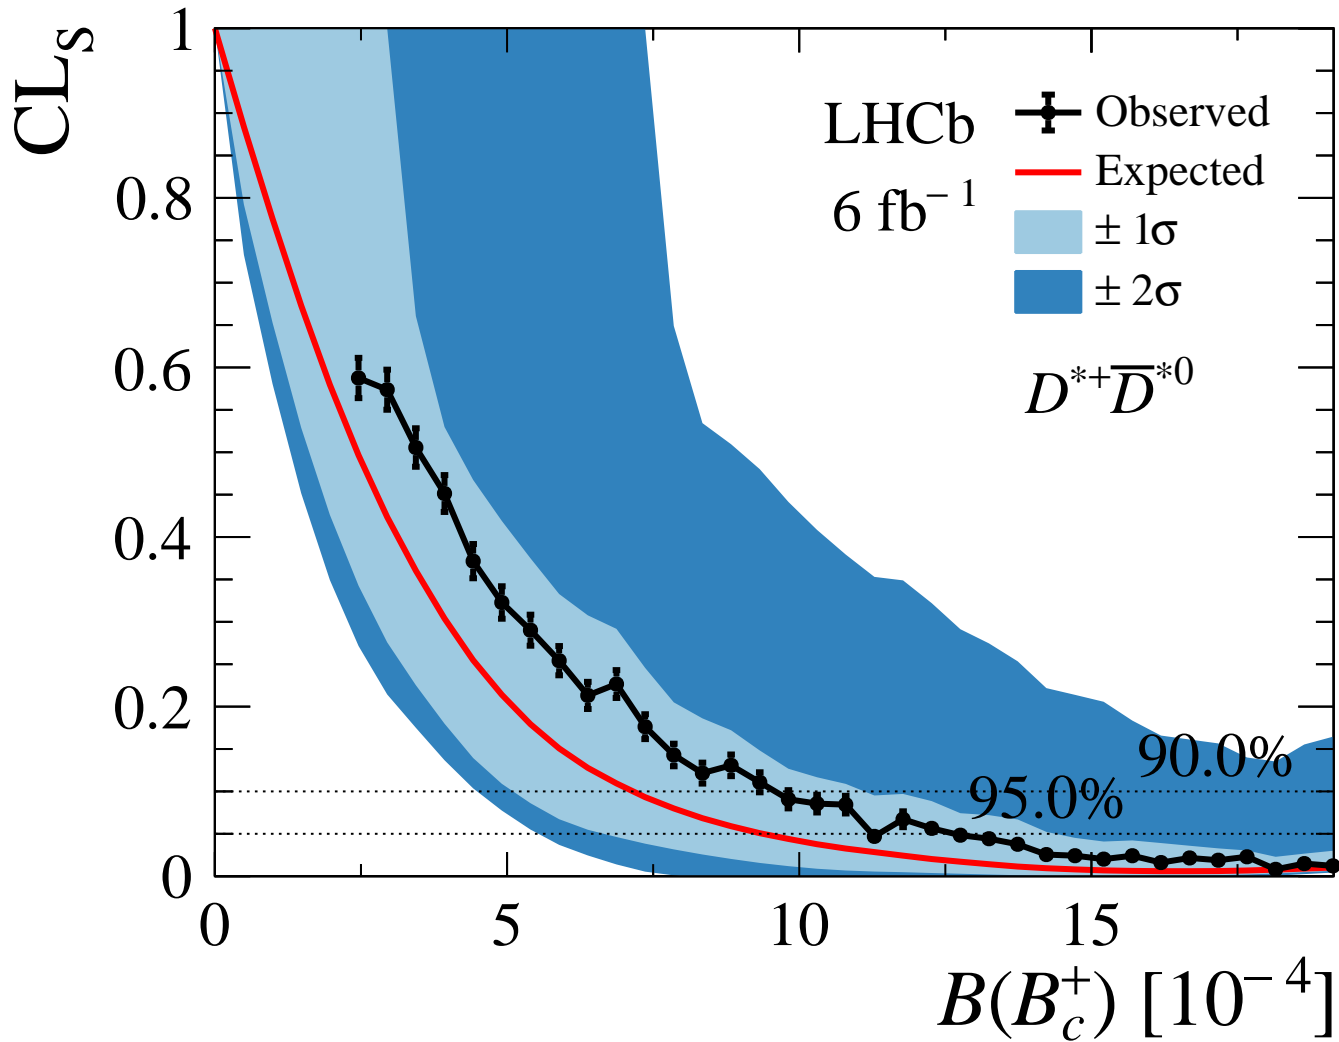 CLS
1
0.8
0.6
0.4
0.2
0
LHCb
6 fb− 1
Observed
Expected
± 1σ
± 2σ
D*+D̅*0
90.0%
95.0%
0 5 10 15
B(Bc+) [10− 4]